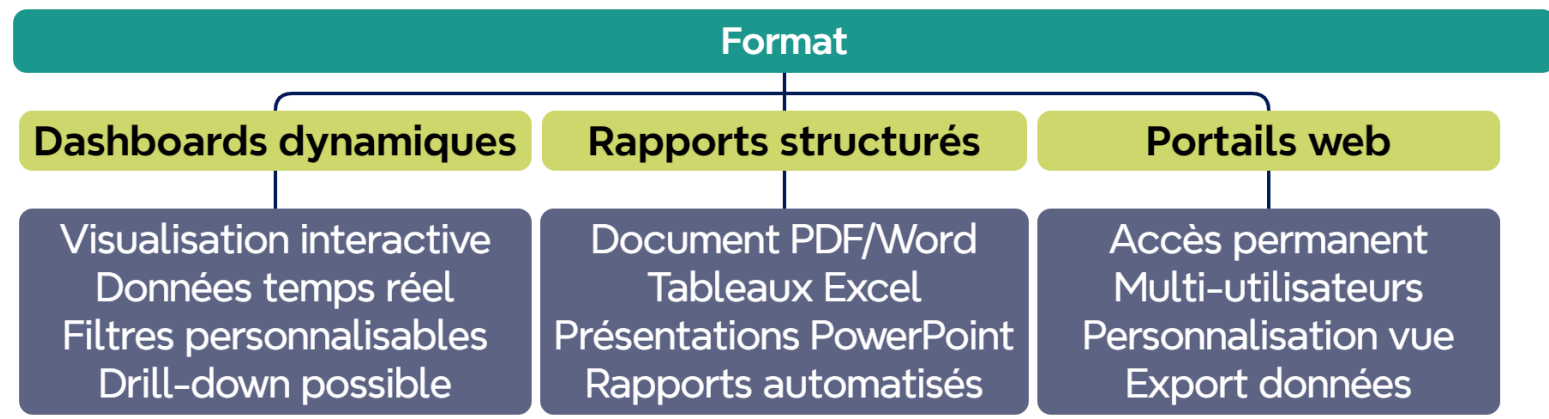 Format
Dashboards dynamiques
Rapports structurés
Portails web
Visualisation interactive
Données temps réel
Filtres personnalisables
Drill-down possible
Document PDF/Word
Tableaux Excel
Présentations PowerPoint
Rapports automatisés
Accès permanent
Multi-utilisateurs
Personnalisation vue
Export données